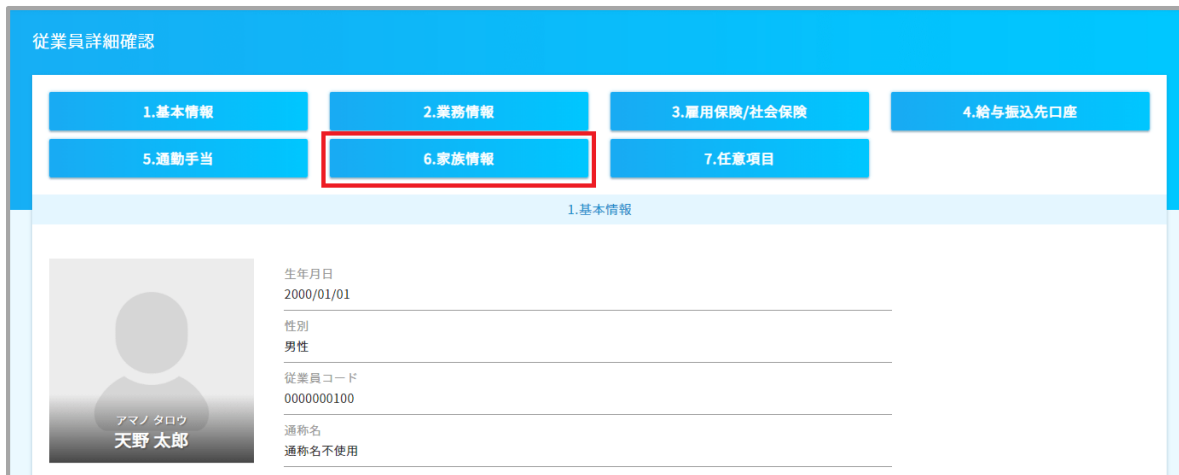 従業員詳細確認
1.基本情報 2.業務情報 3.雇用保険/社会保険 4.給与振込先口座
5.通勤手当 6.家族情報 7.任意項目
1.基本情報
生年月日
2000/01/01
性別
男性
従業員コード
0000000100
通称名
通称名不使用
アマノ タロウ
天野 太郎